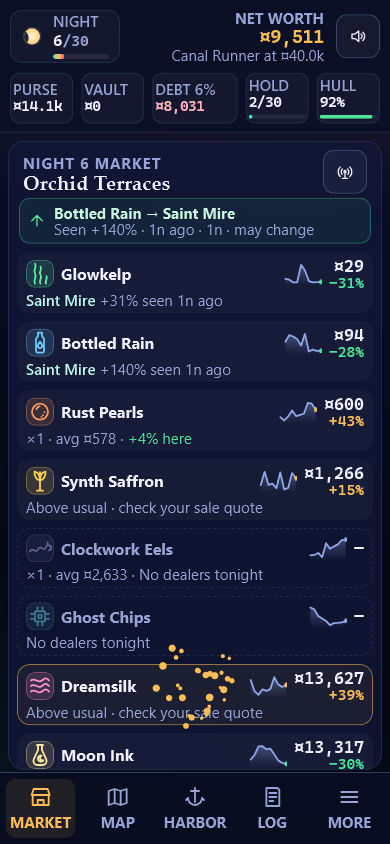 NIGHT
6/30
NET WORTH
¤9,511
Canal Runner at ¤40.0k
PURSE
¤14.1k
VAULT
¤0
DEBT 6%
¤8,031
HOLD
2/30
HULL
92%
NIGHT 6 MARKET
Orchid Terraces
Bottled Rain → Saint Mire
Seen +140% · 1n ago · 1n · may change
Glowkelp
¤29
−31%
Saint Mire +31% seen 1n ago
Bottled Rain
¤94
−28%
Saint Mire +140% seen 1n ago
Rust Pearls
¤600
+43%
×1 · avg ¤578 · +4% here
Synth Saffron
¤1,266
+15%
Above usual · check your sale quote
Clockwork Eels
–
×1 · avg ¤2,633 · No dealers tonight
Ghost Chips
–
No dealers tonight
Dreamsilk
¤13,627
+39%
Above usual · check your sale quote
Moon Ink
¤13,317
−30%
MARKET
MAP
HARBOR
LOG
MORE